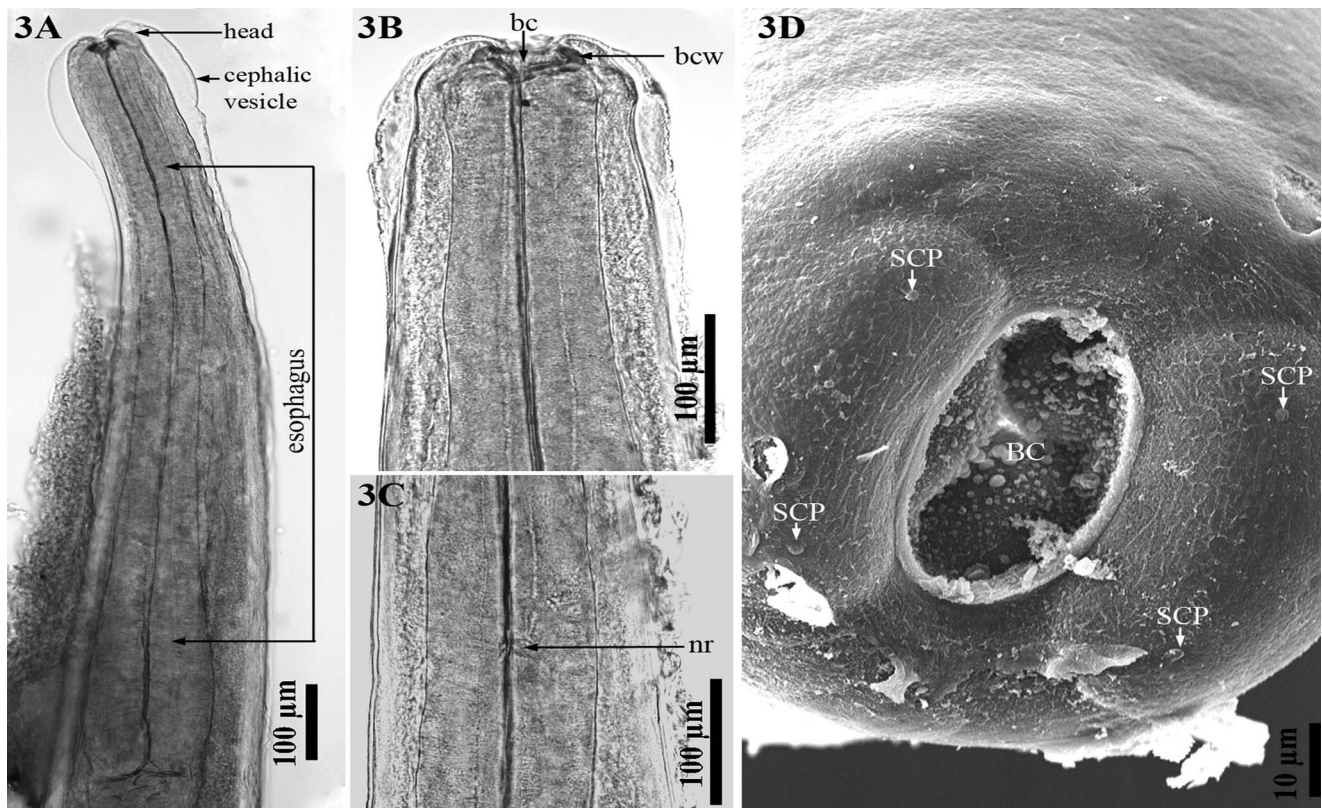 3A
head
cephalic
vesicle
esophagus
100 µm
3B
bc
bcw
100 µm
3C
nr
100 µm
3D
SCP
SCP
BC
SCP
SCP
10 µm